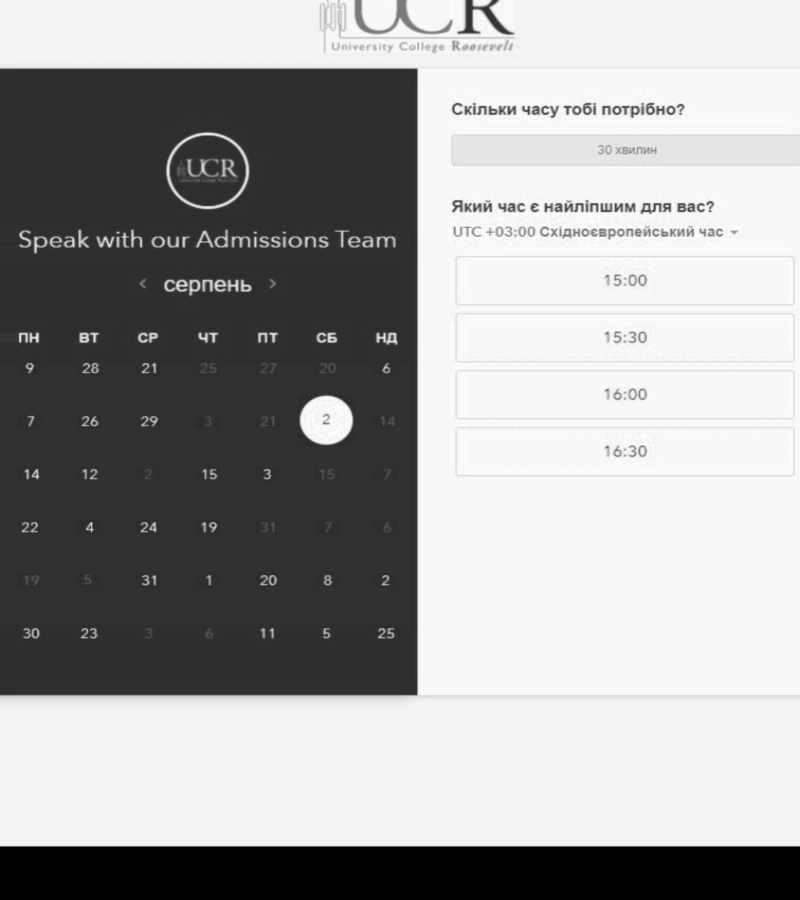 UCR
University College Roosevelt
UCR
Speak with our Admissions Team
< серпень >
ПН ВТ СР ЧТ ПТ СБ НД
9 28 21 25 27 20 6
7 26 29 3 21 2 14
14 12 2 15 3 15 7
22 4 24 19 31 7 6
19 5 31 1 20 8 2
30 23 3 6 11 5 25
Скільки часу тобі потрібно?
30 хвилин
Який час є найліпшим для вас?
UTC +03:00 Східноєвропейський час
15:00
15:30
16:00
16:30